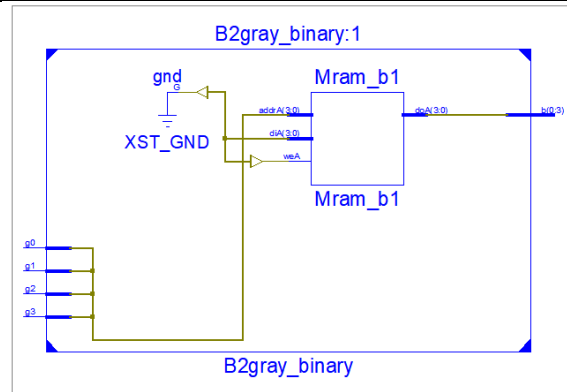 B2gray_binary:1
gnd
G
XST_GND
Mram_b1
addrA(3:0)
diA(3:0)
weA
doA(3:0)
b(0:3)
Mram_b1
g0
g1
g2
g3
B2gray_binary